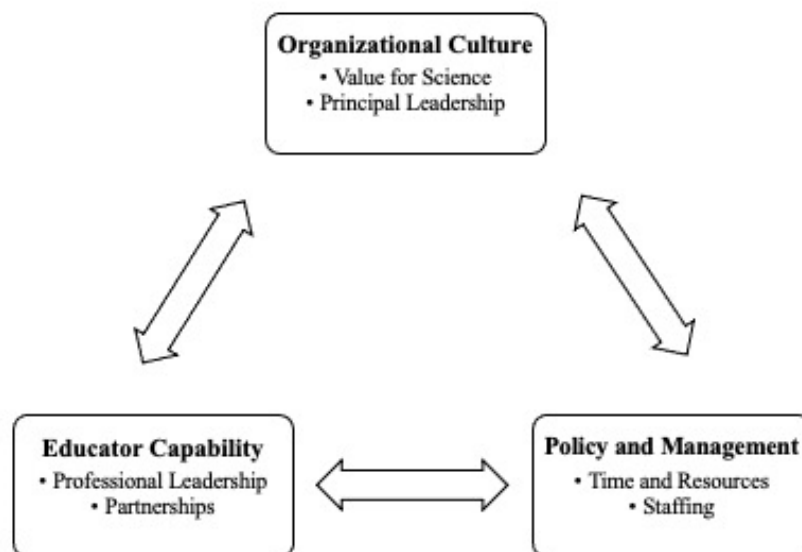 Organizational Culture
• Value for Science
• Principal Leadership
Educator Capability
• Professional Leadership
• Partnerships
Policy and Management
• Time and Resources
• Staffing